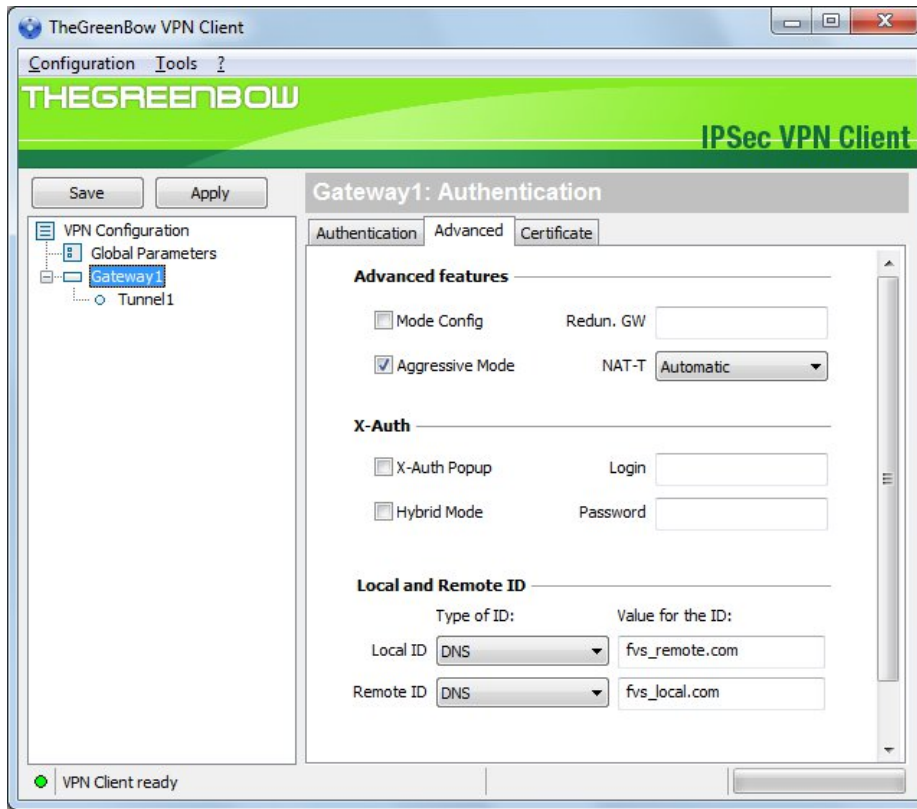 TheGreenBow VPN Client
Configuration Tools ?
THEGREENBOW
IPSec VPN Client
Save Apply
Gateway1: Authentication
VPN Configuration
Global Parameters
Gateway1
Tunnel1
Authentication Advanced Certificate
Advanced features
Mode Config Redun. GW
Aggressive Mode NAT-T Automatic
X-Auth
X-Auth Popup Login
Hybrid Mode Password
Local and Remote ID
Type of ID: Value for the ID:
Local ID DNS fvs_remote.com
Remote ID DNS fvs_local.com
VPN Client ready